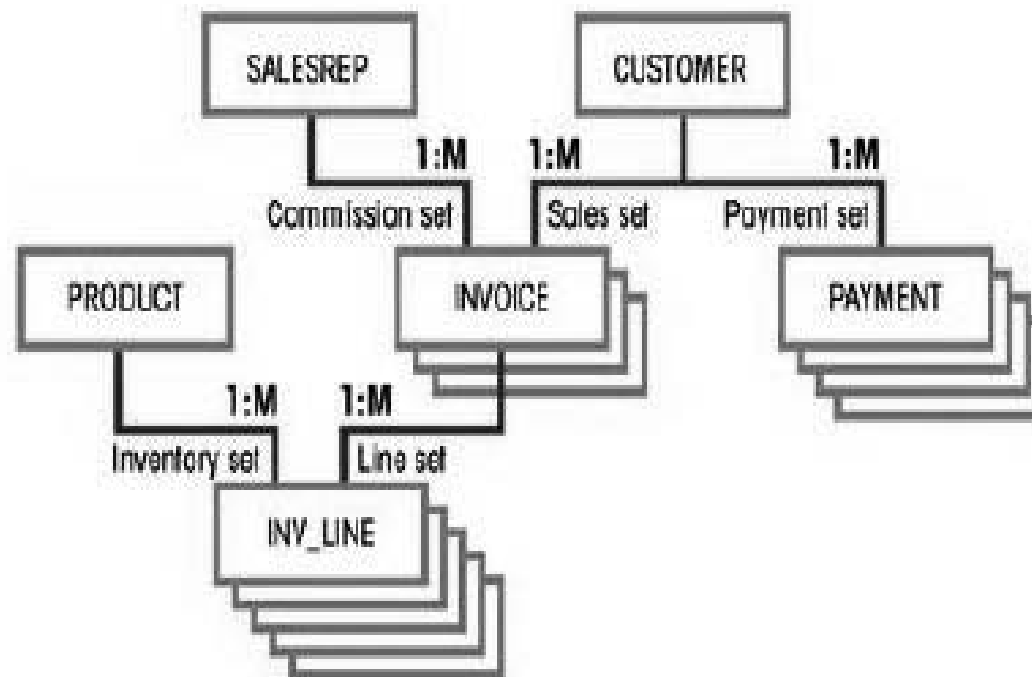 SALESREP
CUSTOMER
1:M
1:M
1:M
Commission set
Sales set
Payment set
PRODUCT
INVOICE
PAYMENT
1:M
1:M
Inventory set
Line set
INV_LINE